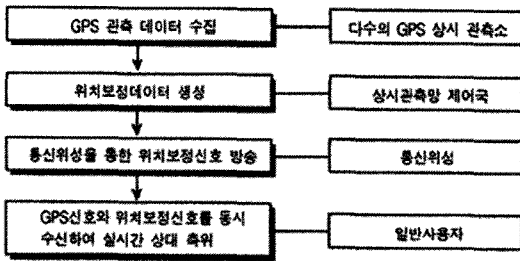 GPS 관측 데이터 수집
다수의 GPS 상시 관측소
위치보정데이터 생성
상시관측망 제어국
통신위성을 통한 위치보정신호 방송
통신위성
GPS신호와 위치보정신호를 동시
수신하여 실시간 상대 측위
일반사용자